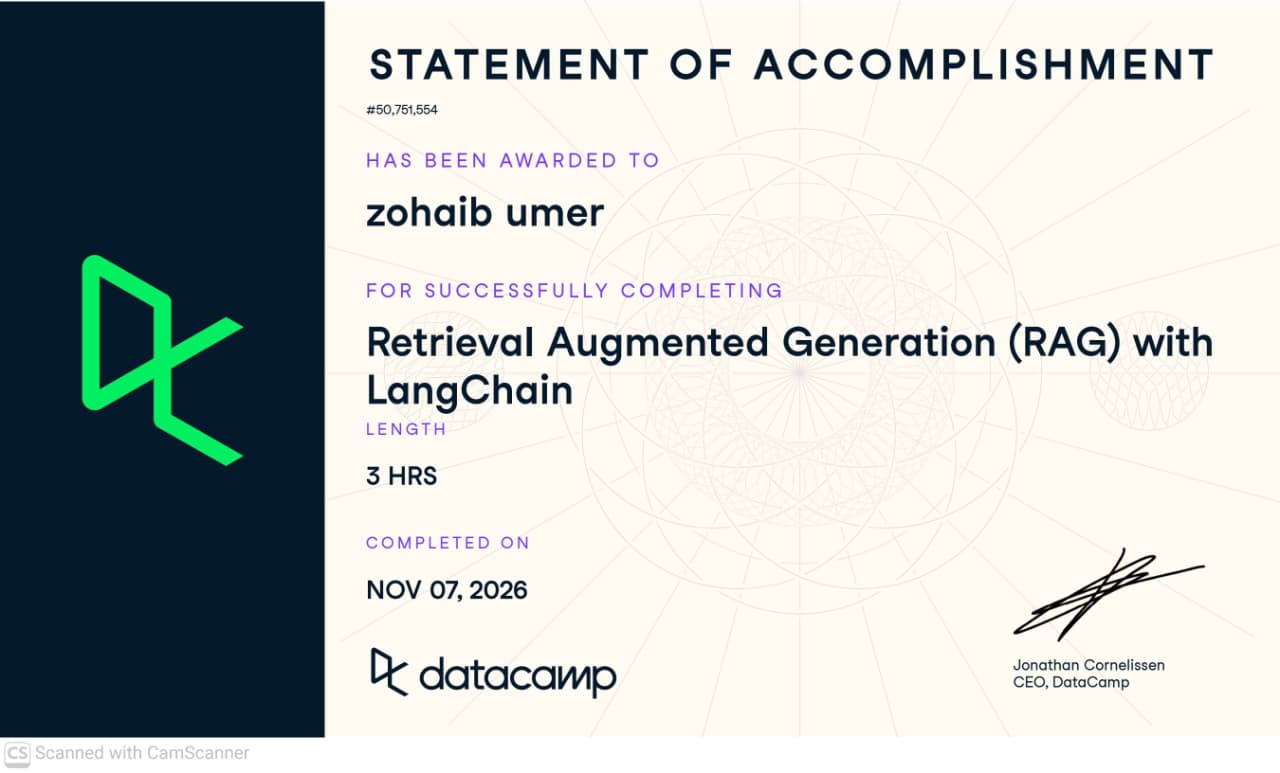 STATEMENT OF ACCOMPLISHMENT
#50,751,554
HAS BEEN AWARDED TO
zohaib umer
FOR SUCCESSFULLY COMPLETING
Retrieval Augmented Generation (RAG) with
LangChain
LENGTH
3 HRS
COMPLETED ON
NOV 07, 2026
datacamp
Jonathan Cornelissen
CEO, DataCamp
CS Scanned with CamScanner